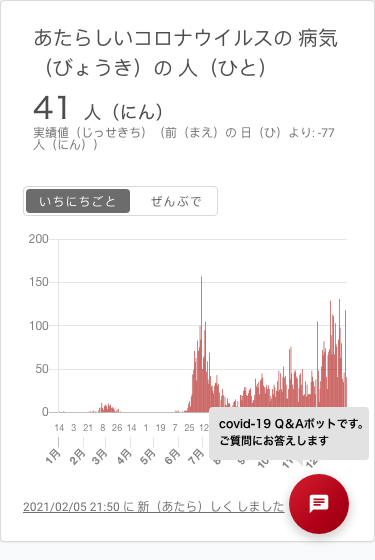 あたらしいコロナウイルスの 病気
（びょうき）の 人（ひと）
41 人（にん）
実績値（じっせきち）（前（まえ）の 日（ひ）より: -77
人（にん））
いちにちごと ぜんぶで
200
150
100
50
0
14 3 21 8 26 14 1 19 7 25 12
1月 2月 3月 4月 5月 6月 7月
covid-19 Q&Aボットです。
ご質問にお答えします
2021/02/05 21:50 に 新（あたら）しく しました